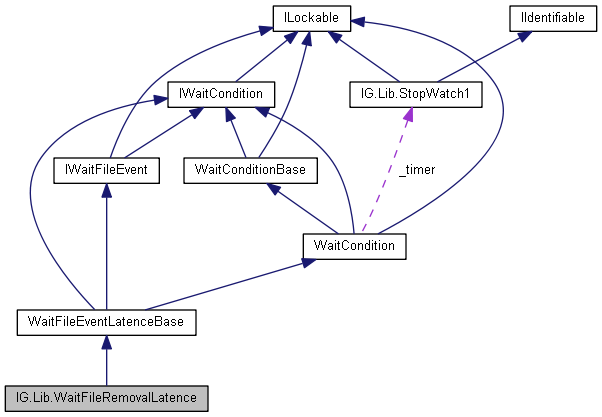 ILockable
IIdentifiable
IWaitCondition
IG.Lib.StopWatch1
IWaitFileEvent
WaitConditionBase
_timer
WaitCondition
WaitFileEventLatenceBase
IG.Lib.WaitFileRemovalLatence